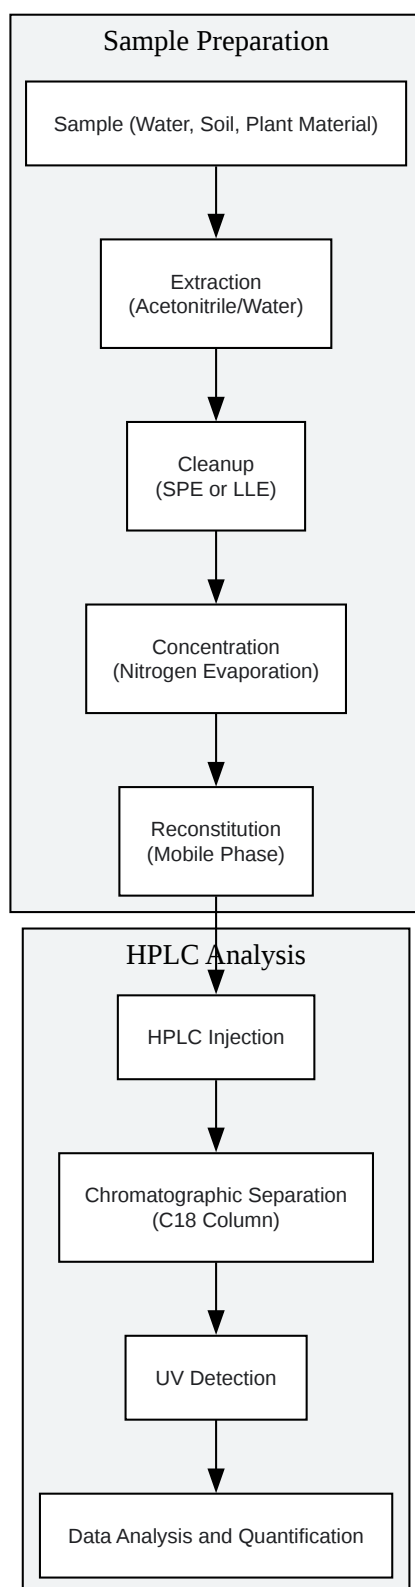 Sample Preparation
Sample (Water, Soil, Plant Material)
Extraction
(Acetonitrile/Water)
Cleanup
(SPE or LLE)
Concentration
(Nitrogen Evaporation)
Reconstitution
(Mobile Phase)
HPLC Analysis
HPLC Injection
Chromatographic Separation
(C18 Column)
UV Detection
Data Analysis and Quantification